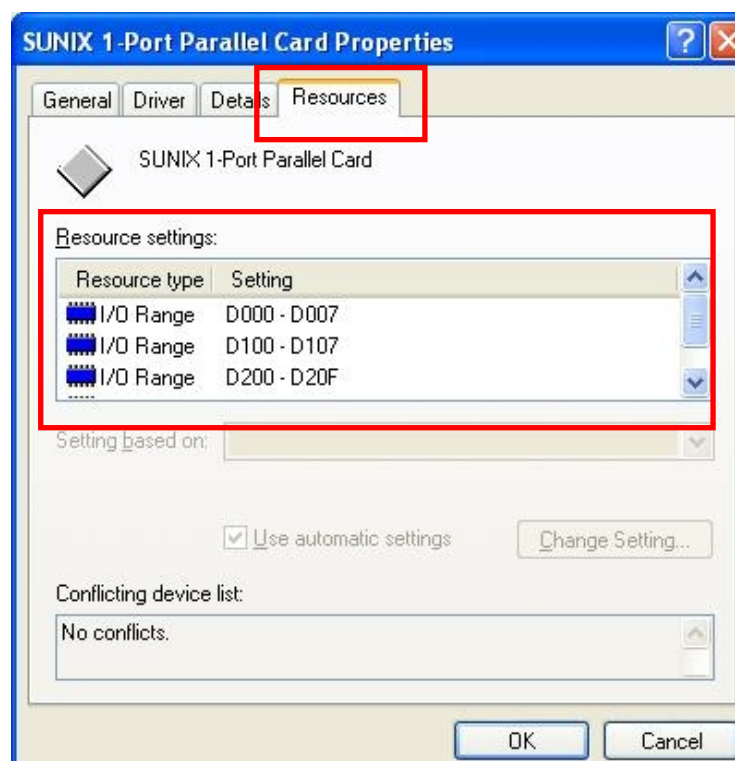 SUNIX 1-Port Parallel Card Properties
General Driver Details Resources
SUNIX 1-Port Parallel Card
Resource settings:
Resource type Setting
I/O Range D000 - D007
I/O Range D100 - D107
I/O Range D200 - D20F
Setting based on:
Use automatic settings Change Setting...
Conflicting device list:
No conflicts.
OK Cancel